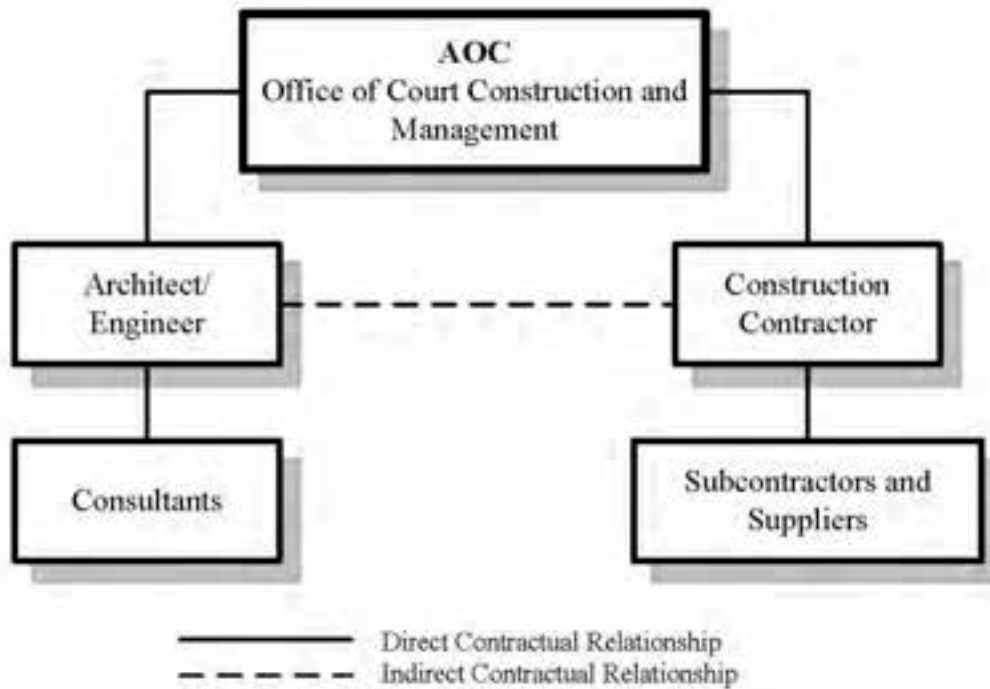 AOC
Office of Court Construction and
Management
Architect/
Engineer
Construction
Contractor
Consultants
Subcontractors and
Suppliers
Direct Contractual Relationship
Indirect Contractual Relationship